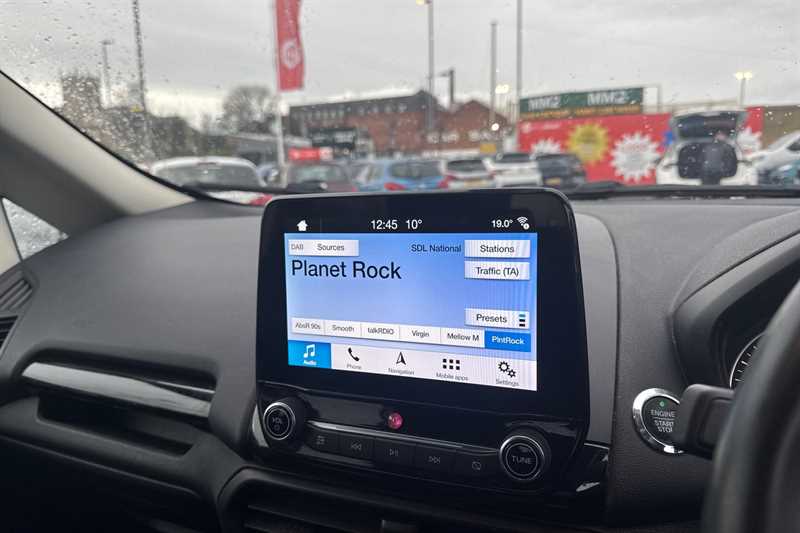 MM2 MM2
12:45 10° 19.0°
DAB Sources SDL National Stations
Planet Rock
Traffic (TA)
Presets
AbsR 90s Smooth talkRDIO Virgin Mellow M PlntRock
Audio Phone Navigation Mobile apps Settings
VOL
TUNE
ENGINE
START
STOP